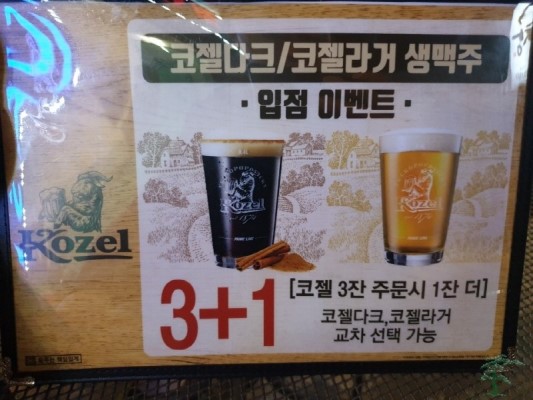 코젤다크/코젤라거 생맥주
· 입점 이벤트 ·
Kozel
Kozel
Kozel
3+1
[코젤 3잔 주문시 1잔 더]
코젤다크,코젤라거
교차 선택 가능